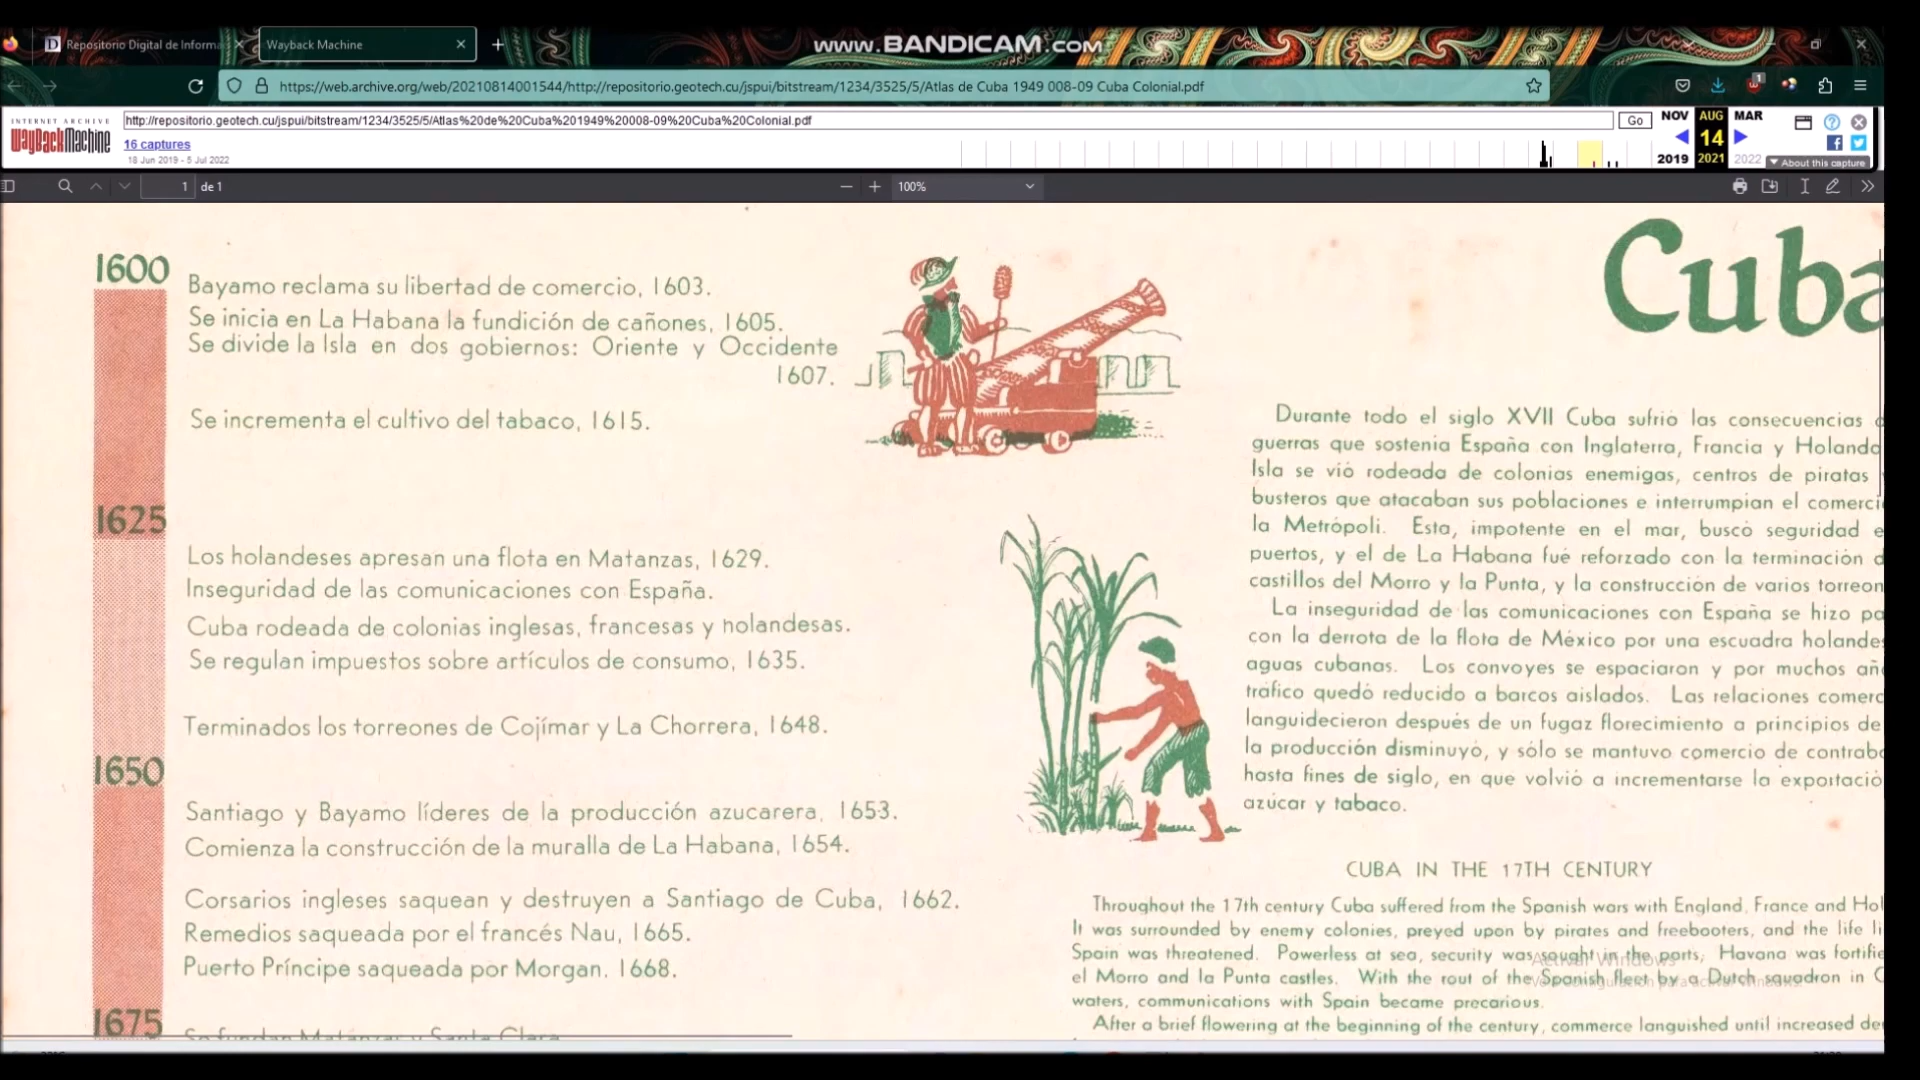 Repositorio Digital de Informa
Wayback Machine
www.BANDICAM.com
https://web.archive.org/web/20210814001544/http://repositorio.geotech.cu/jspui/bitstream/1234/3525/5/Atlas de Cuba 1949 008-09 Cuba Colonial.pdf
1
INTERNET ARCHIVE
WayBackMachine
http://repositorio.geotech.cu/jspui/bitstream/1234/3525/5/Atlas%20de%20Cuba%201949%20008-09%20Cuba%20Colonial.pdf
Go
NOV AUG MAR
16 captures
14
18 Jun 2019 - 5 Jul 2022
2019 2021 2022
About this capture
1 de 1
100%
Cuba
1600
Bayamo reclama su libertad de comercio, 1603.
Se inicia en La Habana la fundición de cañones, 1605.
Se divide la Isla en dos gobiernos: Oriente y Occidente
1607.
Se incrementa el cultivo del tabaco, 1615.
1625
Los holandeses apresan una flota en Matanzas, 1629.
Inseguridad de las comunicaciones con España.
Cuba rodeada de colonias inglesas, francesas y holandesas.
Se regulan impuestos sobre artículos de consumo, 1635.
Terminados los torreones de Cojímar y La Chorrera, 1648.
1650
Santiago y Bayamo líderes de la producción azucarera, 1653.
Comienza la construcción de la muralla de La Habana, 1654.
Corsarios ingleses saquean y destruyen a Santiago de Cuba, 1662.
Remedios saqueada por el francés Nau, 1665.
Puerto Príncipe saqueada por Morgan. 1668.
1675
Se fundan Matanzas y Santa Clara
Durante todo el siglo XVII Cuba sufrió las consecuencias
guerras que sostenia España con Inglaterra, Francia y Holanda
Isla se vió rodeada de colonias enemigas, centros de piratas
busteros que atacaban sus poblaciones e interrumpian el comerci
la Metrópoli. Esta, impotente en el mar, buscó seguridad e
puertos, y el de La Habana fué reforzado con la terminación d
castillos del Morro y la Punta, y la construcción de varios torreon
La inseguridad de las comunicaciones con España se hizo pa
con la derrota de la flota de México por una escuadra holandes
aguas cubanas. Los convoyes se espaciaron y por muchos añ
tráfico quedó reducido a barcos aislados. Las relaciones comerc
languidecieron después de un fugaz florecimiento a principios de
la producción disminuyó, y sólo se mantuvo comercio de contraba
hasta fines de siglo, en que volvió a incrementarse la exportació
azúcar y tabaco.
CUBA IN THE 17TH CENTURY
Throughout the 17th century Cuba suffered from the Spanish wars with England, France and Hol
It was surrounded by enemy colonies, preyed upon by pirates and freebooters, and the life li
Spain was threatened. Powerless at sea, security was sought in the ports, Havana was fortifie
el Morro and la Punta castles. With the rout of the Spanish fleet by a Dutch squadron in C
waters, communications with Spain became precarious.
After a brief flowering at the beginning of the century, commerce languished until increased de
Activar Windows